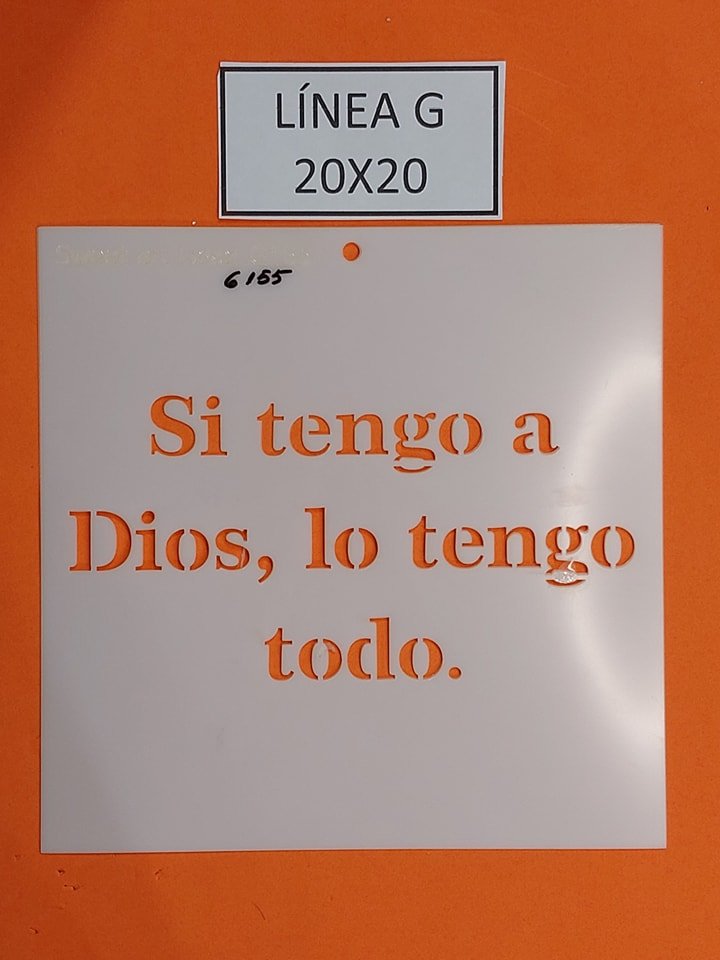 LÍNEA G
20X20
6155
Si tengo a
Dios, lo tengo
todo.